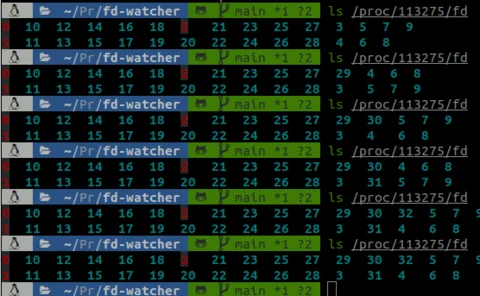 ~/Pr/fd-watcher main *1 ?2 ls /proc/113275/fd
0 10 12 14 16 18 2 21 23 25 27 3 5 7 9
1 11 13 15 17 19 20 22 24 26 28 4 6 8
~/Pr/fd-watcher main *1 ?2 ls /proc/113275/fd
0 10 12 14 16 18 2 21 23 25 27 29 4 6 8
1 11 13 15 17 19 20 22 24 26 28 3 5 7 9
~/Pr/fd-watcher main *1 ?2 ls /proc/113275/fd
0 10 12 14 16 18 2 21 23 25 27 29 30 5 7 9
1 11 13 15 17 19 20 22 24 26 28 3 4 6 8
~/Pr/fd-watcher main *1 ?2 ls /proc/113275/fd
0 10 12 14 16 18 2 21 23 25 27 29 30 4 6 8
1 11 13 15 17 19 20 22 24 26 28 3 31 5 7 9
~/Pr/fd-watcher main *1 ?2 ls /proc/113275/fd
0 10 12 14 16 18 2 21 23 25 27 29 30 32 5 7 9
1 11 13 15 17 19 20 22 24 26 28 3 31 4 6 8
~/Pr/fd-watcher main *1 ?2 ls /proc/113275/fd
0 10 12 14 16 18 2 21 23 25 27 29 30 32 5 7 9
1 11 13 15 17 19 20 22 24 26 28 3 31 4 6 8
~/Pr/fd-watcher main *1 ?2